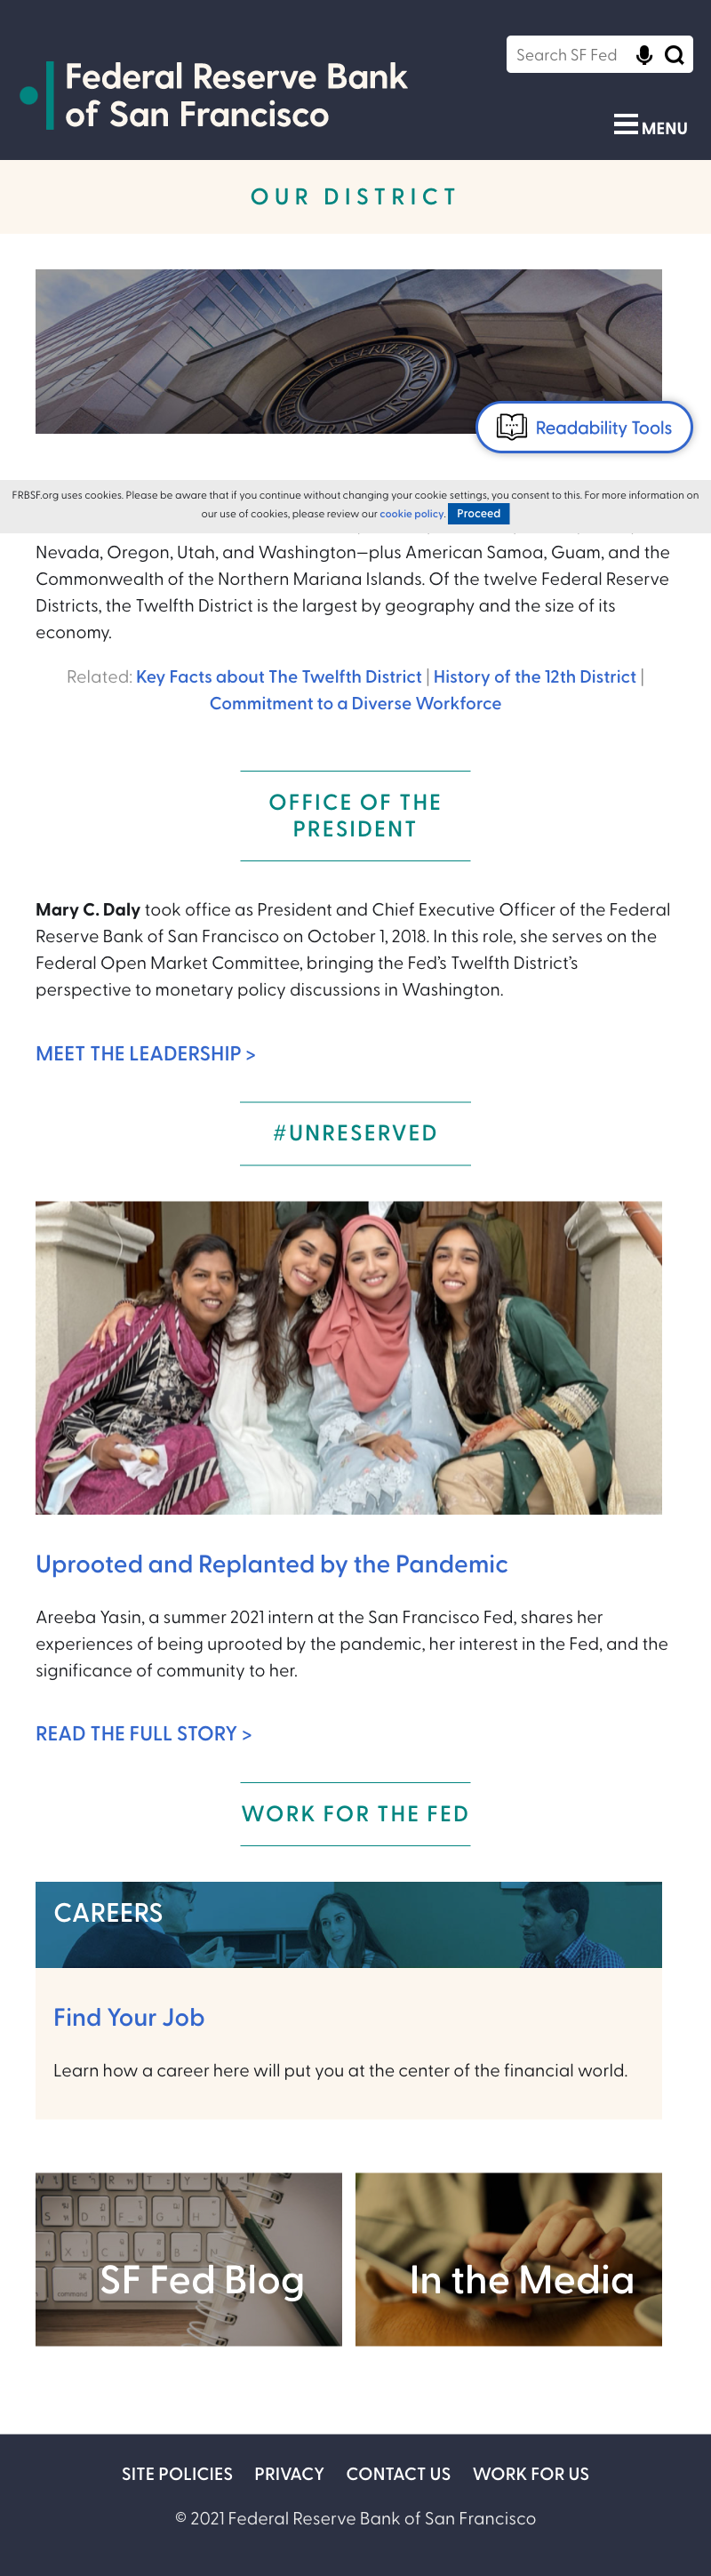 Search SF Fed
Federal Reserve Bank
of San Francisco
MENU
OUR DISTRICT
Readability Tools
FRBSF.org uses cookies. Please be aware that if you continue without changing your cookie settings, you consent to this. For more information on
our use of cookies, please review our cookie policy. Proceed
Nevada, Oregon, Utah, and Washington—plus American Samoa, Guam, and the
Commonwealth of the Northern Mariana Islands. Of the twelve Federal Reserve
Districts, the Twelfth District is the largest by geography and the size of its
economy.
Related: Key Facts about The Twelfth District | History of the 12th District |
Commitment to a Diverse Workforce
OFFICE OF THE
PRESIDENT
Mary C. Daly took office as President and Chief Executive Officer of the Federal
Reserve Bank of San Francisco on October 1, 2018. In this role, she serves on the
Federal Open Market Committee, bringing the Fed’s Twelfth District’s
perspective to monetary policy discussions in Washington.
MEET THE LEADERSHIP >
#UNRESERVED
Uprooted and Replanted by the Pandemic
Areeba Yasin, a summer 2021 intern at the San Francisco Fed, shares her
experiences of being uprooted by the pandemic, her interest in the Fed, and the
significance of community to her.
READ THE FULL STORY >
WORK FOR THE FED
CAREERS
Find Your Job
Learn how a career here will put you at the center of the financial world.
SF Fed Blog
In the Media
SITE POLICIES PRIVACY CONTACT US WORK FOR US
© 2021 Federal Reserve Bank of San Francisco